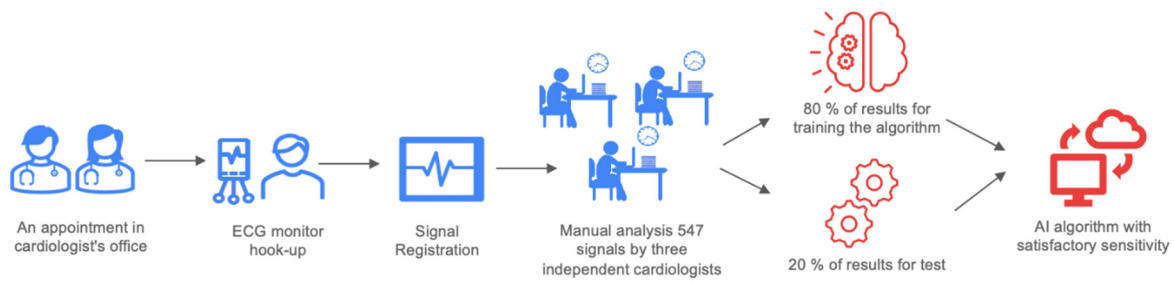 An appointment in
cardiologist's office
ECG monitor
hook-up
Signal
Registration
Manual analysis 547
signals by three
independent cardiologists
80 % of results for
training the algorithm
20 % of results for test
AI algorithm with
satisfactory sensitivity